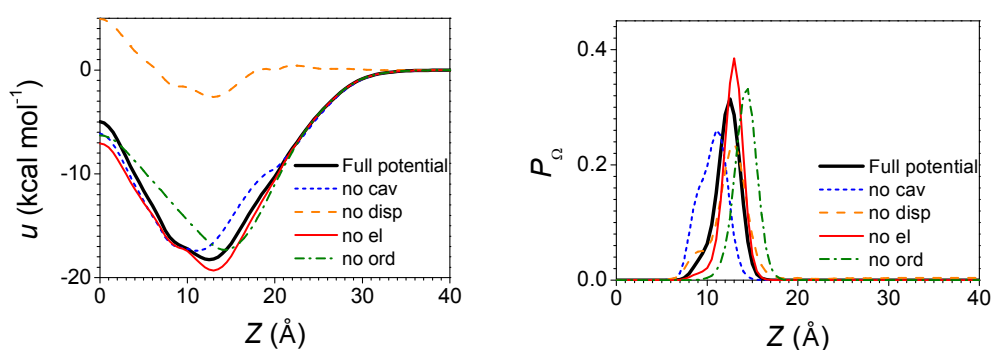 u (kcal mol⁻¹)
0
-10
-20
0
10
20
30
40
Z (Å)
Full potential
no cav
no disp
no el
no ord
P Ω
0.4
0.2
0.0
0
10
20
30
40
Z (Å)
Full potential
no cav
no disp
no el
no ord